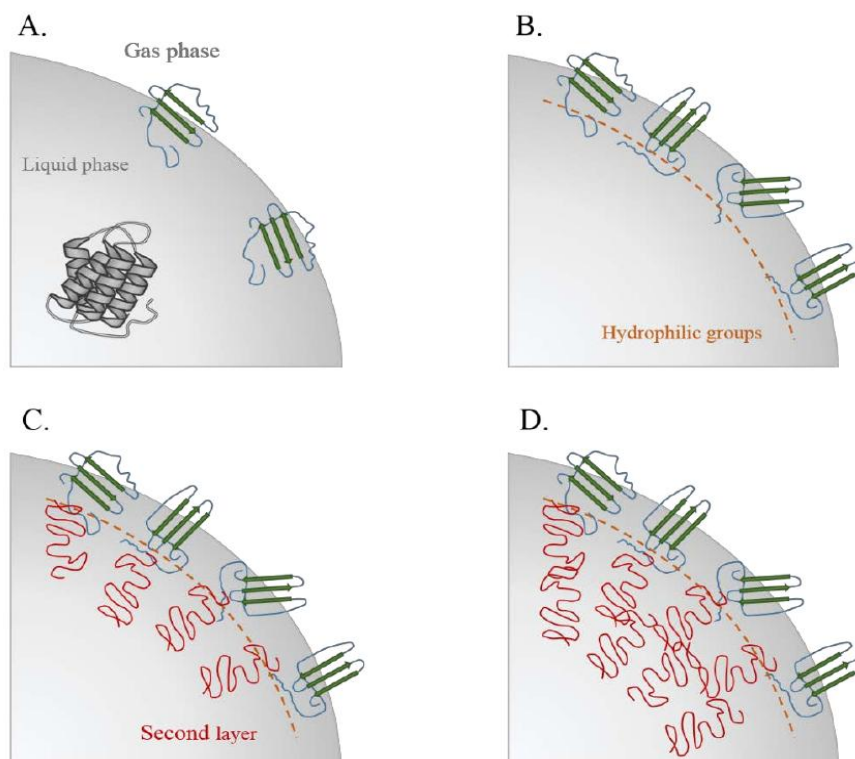 A.
Gas phase
Liquid phase
B.
Hydrophilic groups
C.
Second layer
D.